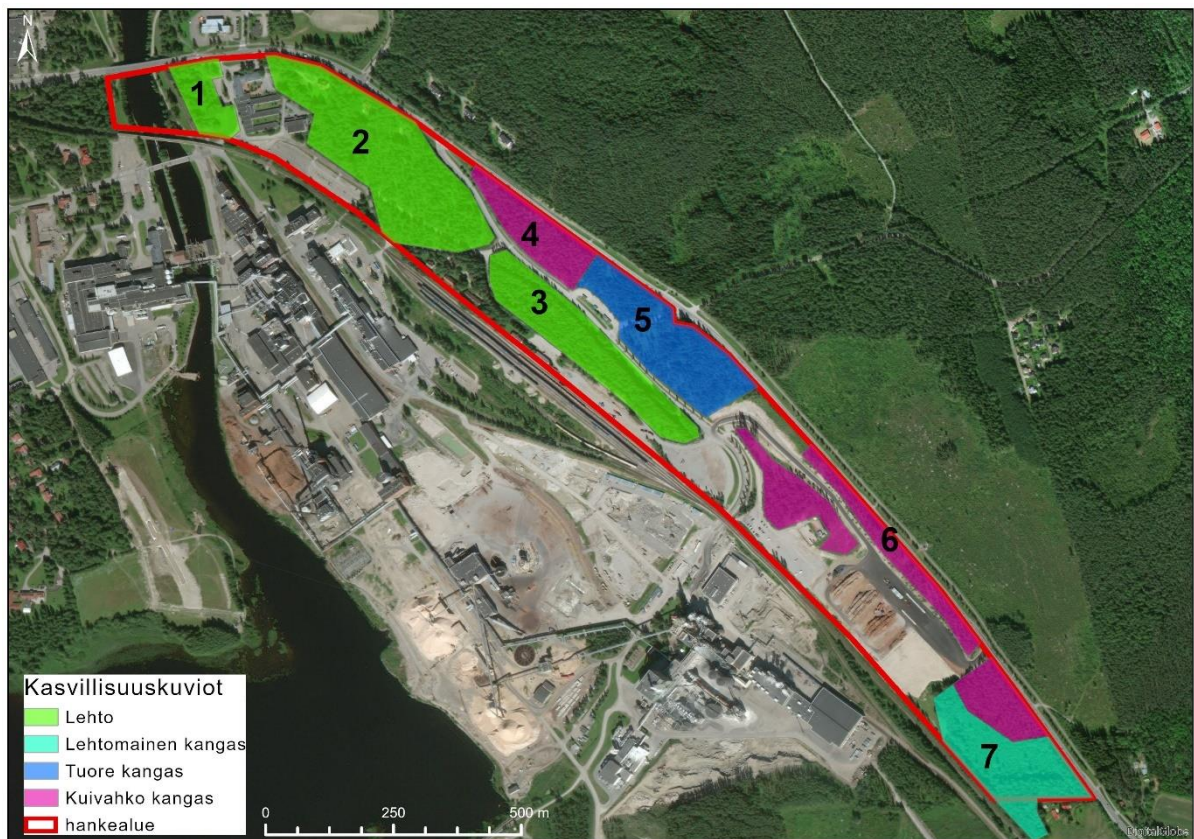 N
1
2
3
4
5
6
7
Kasvillisuuskuviot
Lehto
Lehtomainen kangas
Tuore kangas
Kuivahko kangas
hankealue
0 250 500 m
DigitalGlobe